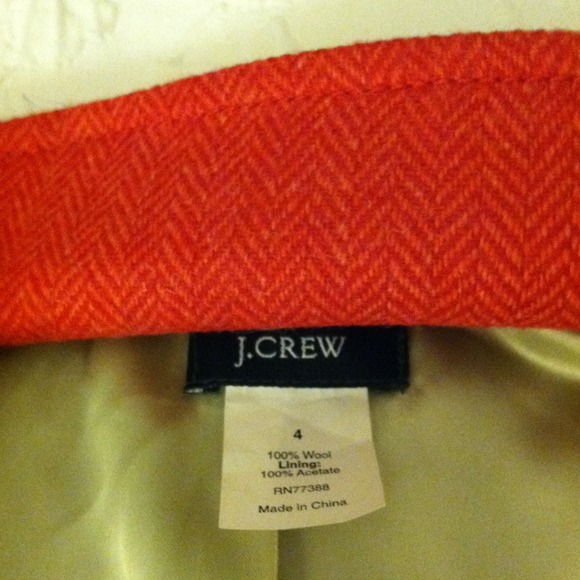 J.CREW
4
100% Wool
Lining:
100% Acetate
RN77388
Made in China